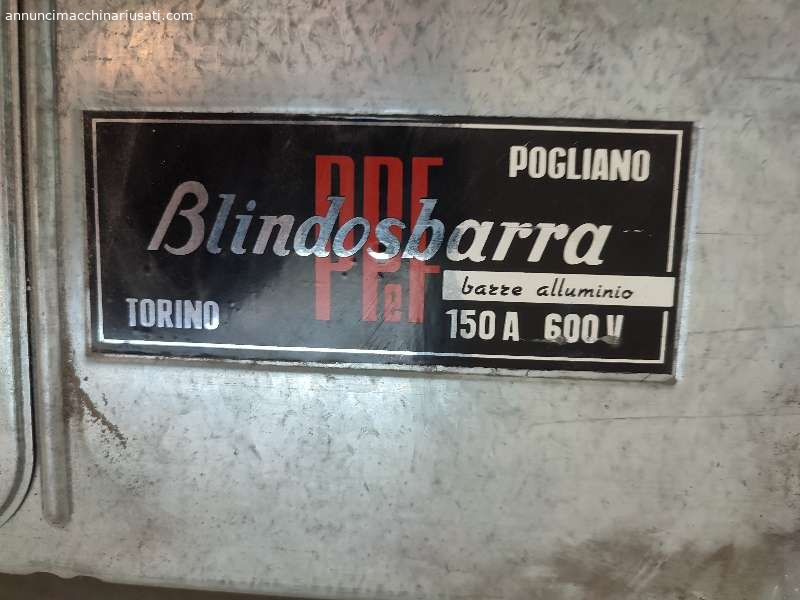 annuncimacchinariusati.com
POGLIANO
Blindosbarra
barre alluminio
TORINO
150 A 600 V